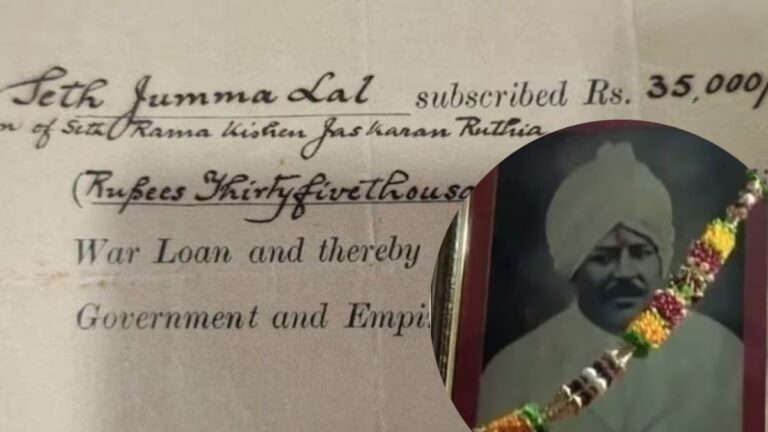 Seth Jumma Lal subscribed Rs. 35,000/
n of Seth Rama Kishen Jaskaran Ruthia
(Rupees Thirtyfivethous
War Loan and thereby
Government and Empi